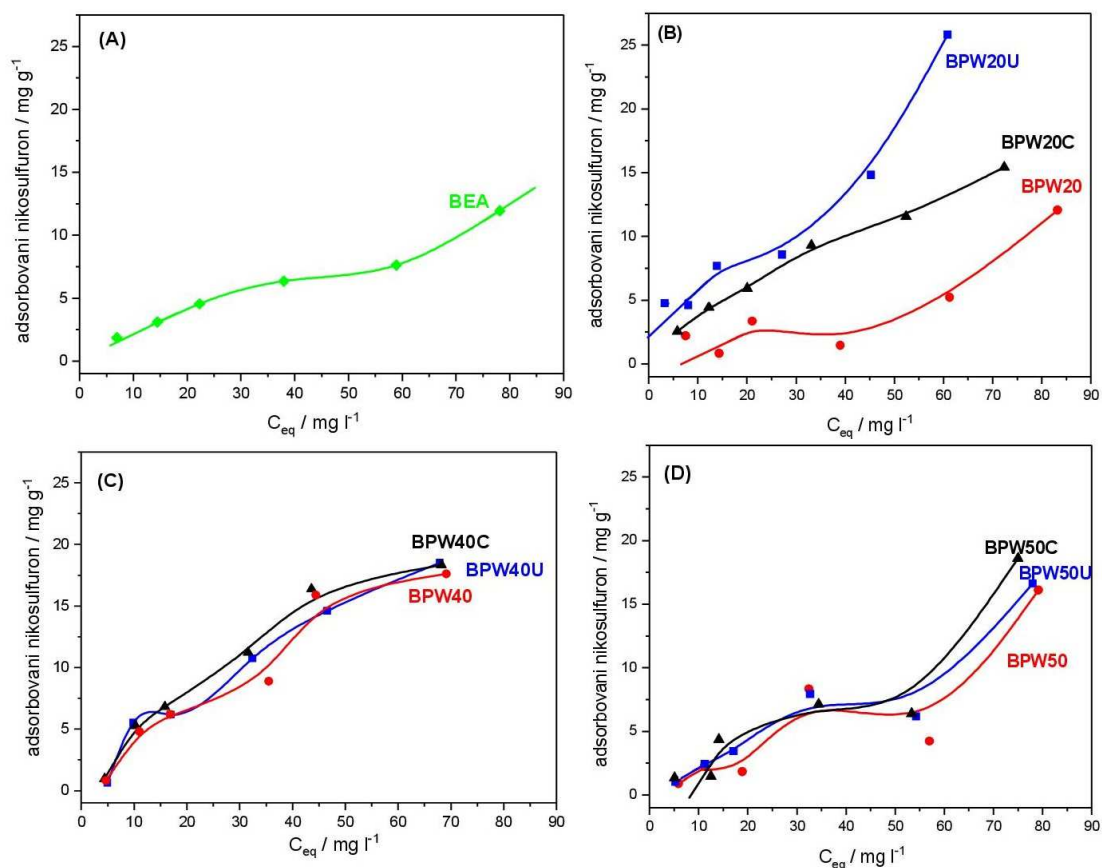 (A)
adsorbovani nikosulfuron / mg g⁻¹
25
20
15
10
5
0
BEA
0 10 20 30 40 50 60 70 80 90
C_eq / mg l⁻¹
(B)
adsorbovani nikosulfuron / mg g⁻¹
25
20
15
10
5
0
BPW20U
BPW20C
BPW20
0 10 20 30 40 50 60 70 80 90
C_eq / mg l⁻¹
(C)
adsorbovani nikosulfuron / mg g⁻¹
25
20
15
10
5
0
BPW40C
BPW40U
BPW40
0 10 20 30 40 50 60 70 80 90
C_eq / mg l⁻¹
(D)
adsorbovani nikosulfuron / mg g⁻¹
25
20
15
10
5
0
BPW50C
BPW50U
BPW50
0 10 20 30 40 50 60 70 80 90
C_eq / mg l⁻¹